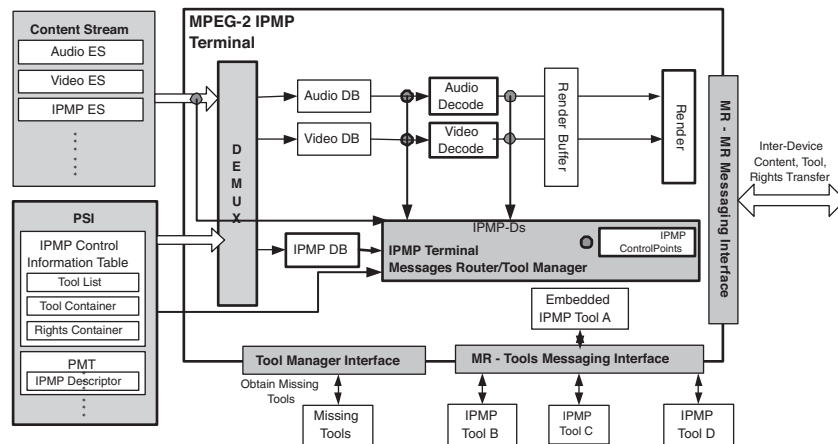 Content Stream
Audio ES
Video ES
IPMP ES
PSI
IPMP Control
Information Table
Tool List
Tool Container
Rights Container
PMT
IPMP Descriptor
MPEG-2 IPMP
Terminal
DEMUX
Audio DB
Video DB
IPMP DB
Audio
Decode
Video
Decode
Render Buffer
Render
IPMP-Ds
IPMP Terminal
Messages Router/Tool Manager
IPMP
ControlPoints
MR - MR Messaging Interface
Inter-Device
Content, Tool,
Rights Transfer
Embedded
IPMP Tool A
Tool Manager Interface
MR - Tools Messaging Interface
Obtain Missing
Tools
Missing
Tools
IPMP
Tool B
IPMP
Tool C
IPMP
Tool D